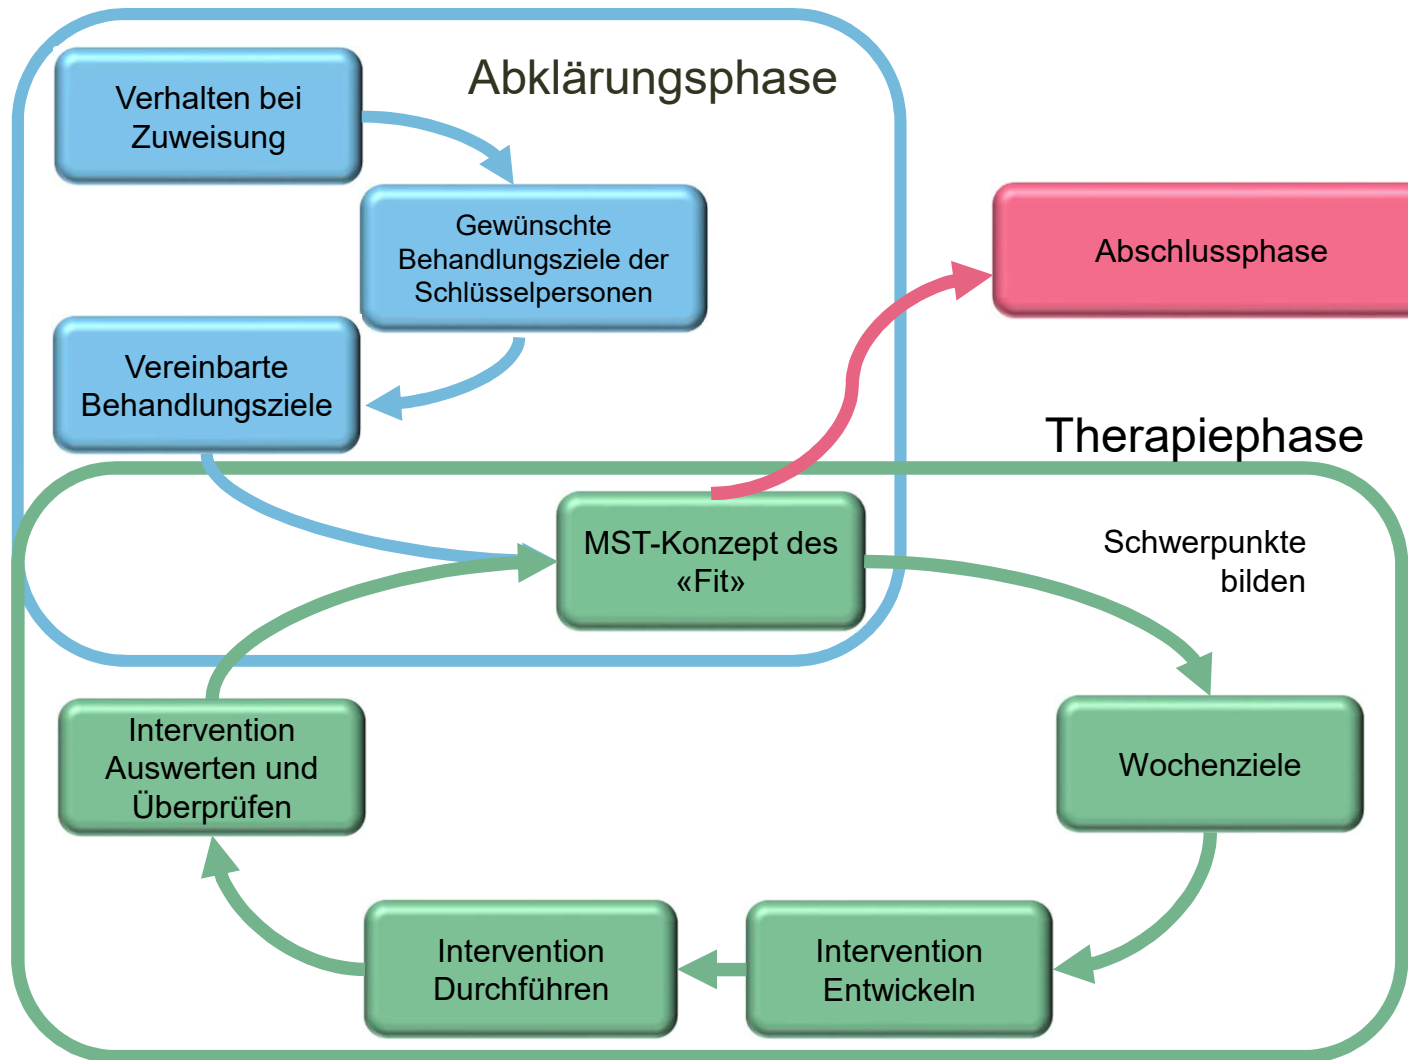 Abklärungsphase
Verhalten bei
Zuweisung
Gewünschte
Behandlungsziele der
Schlüsselpersonen
Vereinbarte
Behandlungsziele
Abschlussphase
Therapiephase
MST-Konzept des
«Fit»
Schwerpunkte
bilden
Wochenziele
Intervention
Entwickeln
Intervention
Durchführen
Intervention
Auswerten und
Überprüfen